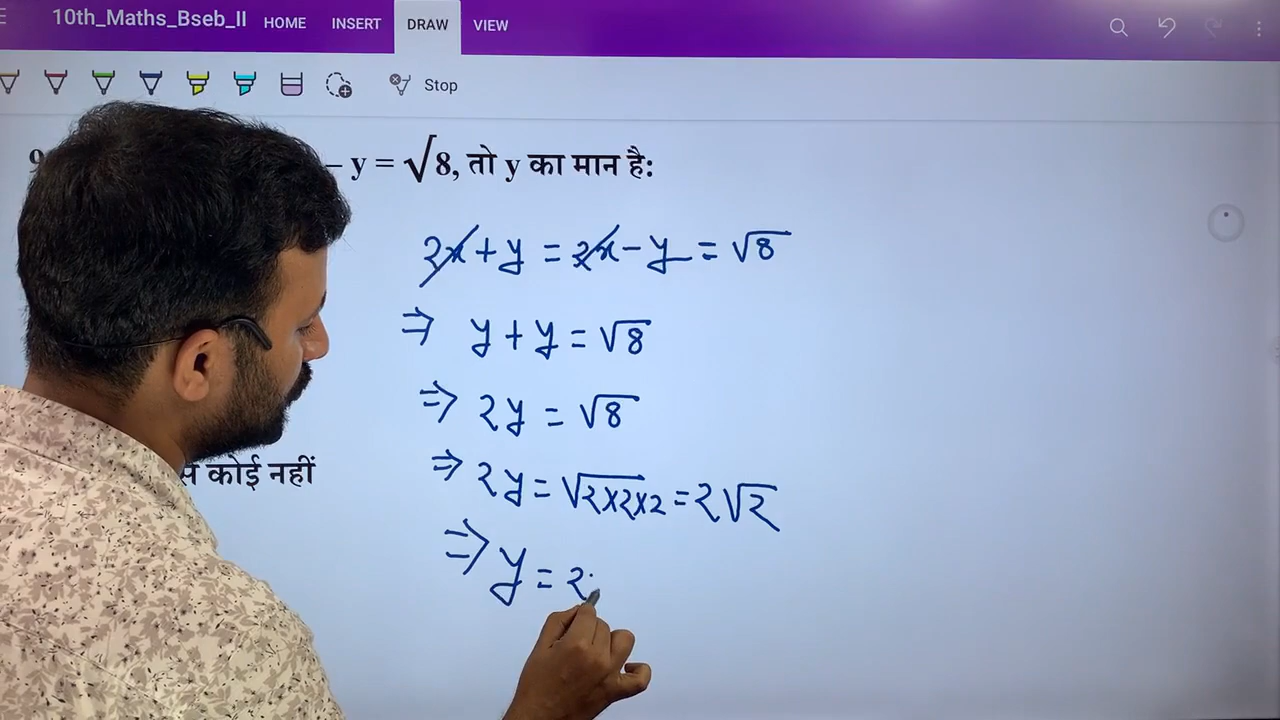 10th_Maths_Bseb_II HOME INSERT DRAW VIEW
Stop
– y = √8, तो y का मान है:
2x + y = 2x – y = √8
⇒ y + y = √8
⇒ 2y = √8
⇒ 2y = √2×2×2 = 2√2
कोई नहीं
⇒ y = 2